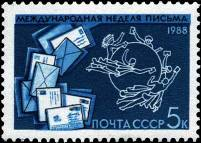 МЕЖДУНАРОДНАЯ НЕДЕЛЯ ПИСЬМА
1988
ПОЧТА СССР 5К